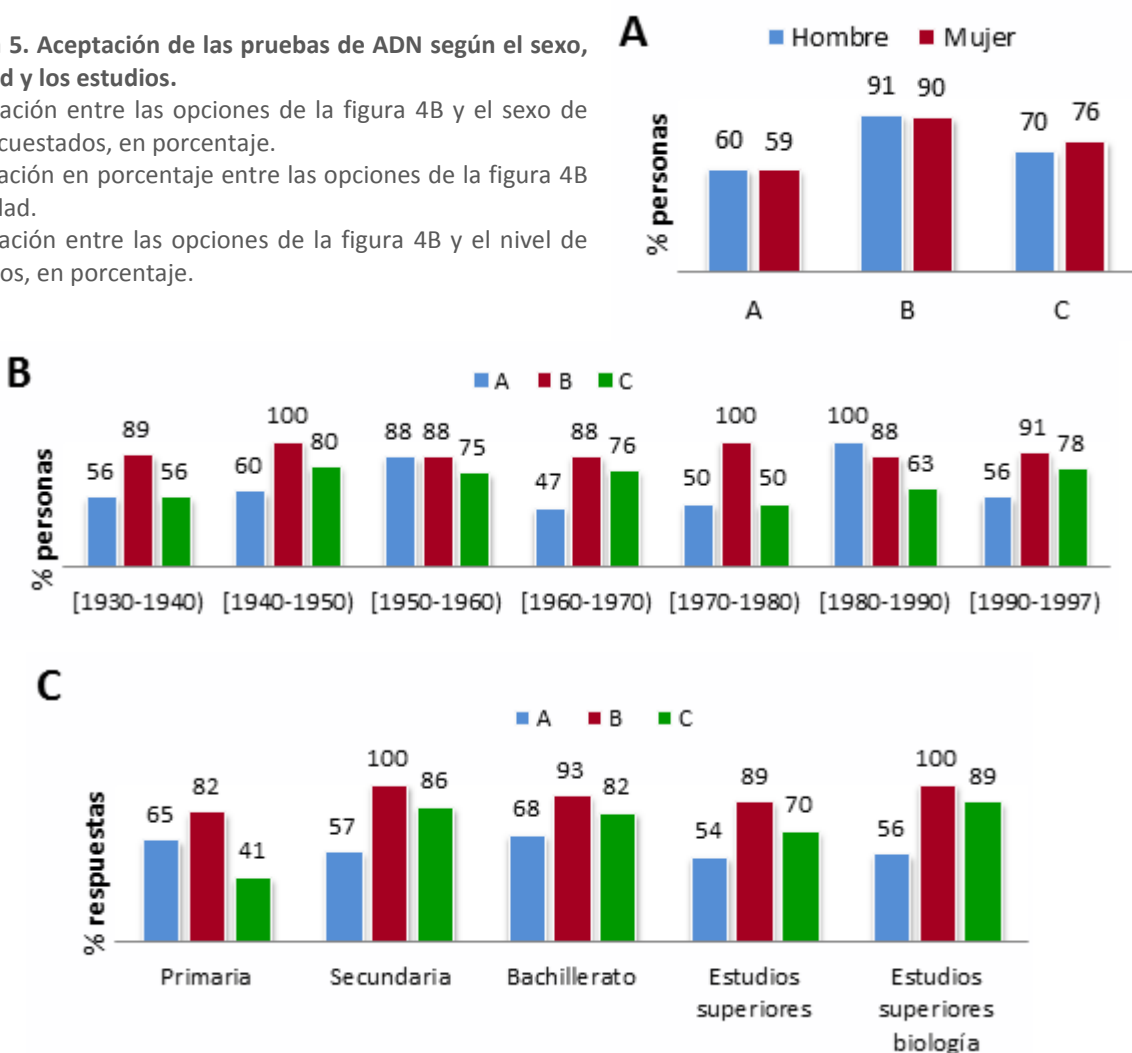 5. Aceptación de las pruebas de ADN según el sexo,
d y los estudios.
ación entre las opciones de la figura 4B y el sexo de
cuestados, en porcentaje.
ación en porcentaje entre las opciones de la figura 4B
dad.
ación entre las opciones de la figura 4B y el nivel de
os, en porcentaje.
A
Hombre Mujer
% personas
60 59 91 90 70 76
A B C
B
A B C
% personas
56 89 56 60 100 80 88 88 75 47 88 76 50 100 50 100 88 63 56 91 78
[1930-1940) [1940-1950) [1950-1960) [1960-1970) [1970-1980) [1980-1990) [1990-1997)
C
A B C
% respuestas
65 82 41 57 100 86 68 93 82 54 89 70 56 100 89
Primaria Secundaria Bachillerato Estudios superiores Estudios superiores biología